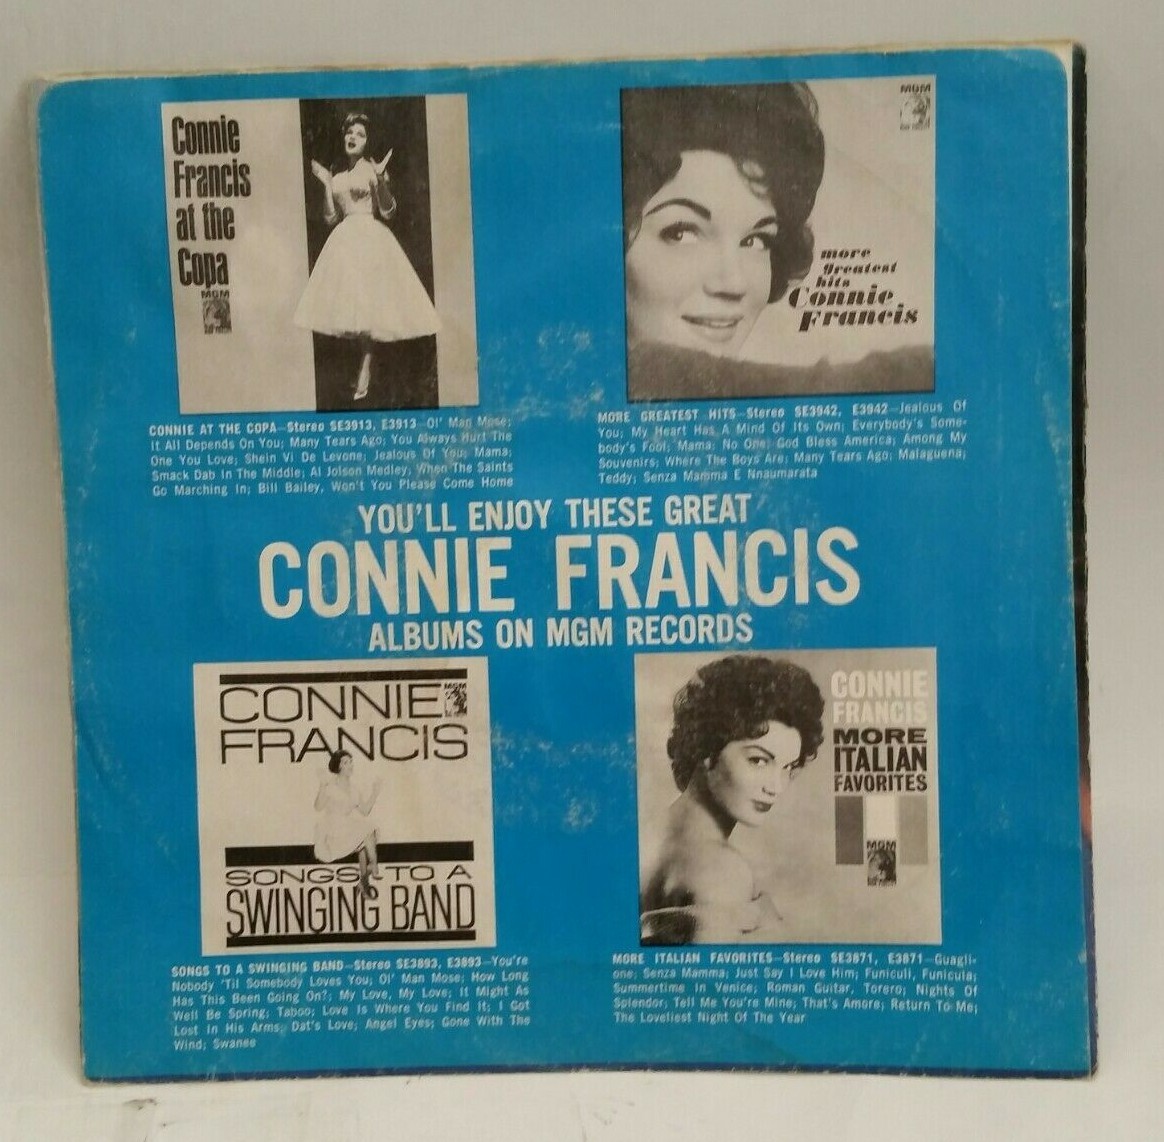 Connie
Francis
at the
Copa
MGM
MGM
more
greatest
hits
Connie
Francis
CONNIE AT THE COPA—Stereo SE3913, E3913—Ol' Man Mose;
It All Depends On You; Many Tears Ago; You Always Hurt The
One You Love; Shein Vi De Levone; Jealous Of You; Mama;
Smack Dab In The Middle; Al Jolson Medley; When The Saints
Go Marching In; Bill Bailey, Won't You Please Come Home
MORE GREATEST HITS—Stereo SE3942, E3942—Jealous Of
You; My Heart Has A Mind Of Its Own; Everybody's Some-
body's Fool; Mama; No One; God Bless America; Among My
Souvenirs; Where The Boys Are; Many Tears Ago; Malaguena;
Teddy; Senza Mamma E Nnaumarata
YOU'LL ENJOY THESE GREAT
CONNIE FRANCIS
ALBUMS ON MGM RECORDS
CONNIE
MGM
FRANCIS
SONGS TO A
SWINGING BAND
CONNIE
FRANCIS
MORE
ITALIAN
FAVORITES
MGM
SONGS TO A SWINGING BAND—Stereo SE3893, E3893—You're
Nobody 'Til Somebody Loves You; Ol' Man Mose; How Long
Has This Been Going On?; My Love, My Love; It Might As
Well Be Spring; Taboo; Love Is Where You Find It; I Got
Lost In His Arms; Dat's Love; Angel Eyes; Gone With The
Wind; Swanee
MORE ITALIAN FAVORITES—Stereo SE3871, E3871—Guagli-
one; Senza Mamma; Just Say I Love Him; Funiculi, Funicula;
Summertime In Venice; Roman Guitar, Torero; Nights Of
Splendor; Tell Me You're Mine; That's Amore; Return To Me;
The Loveliest Night Of The Year